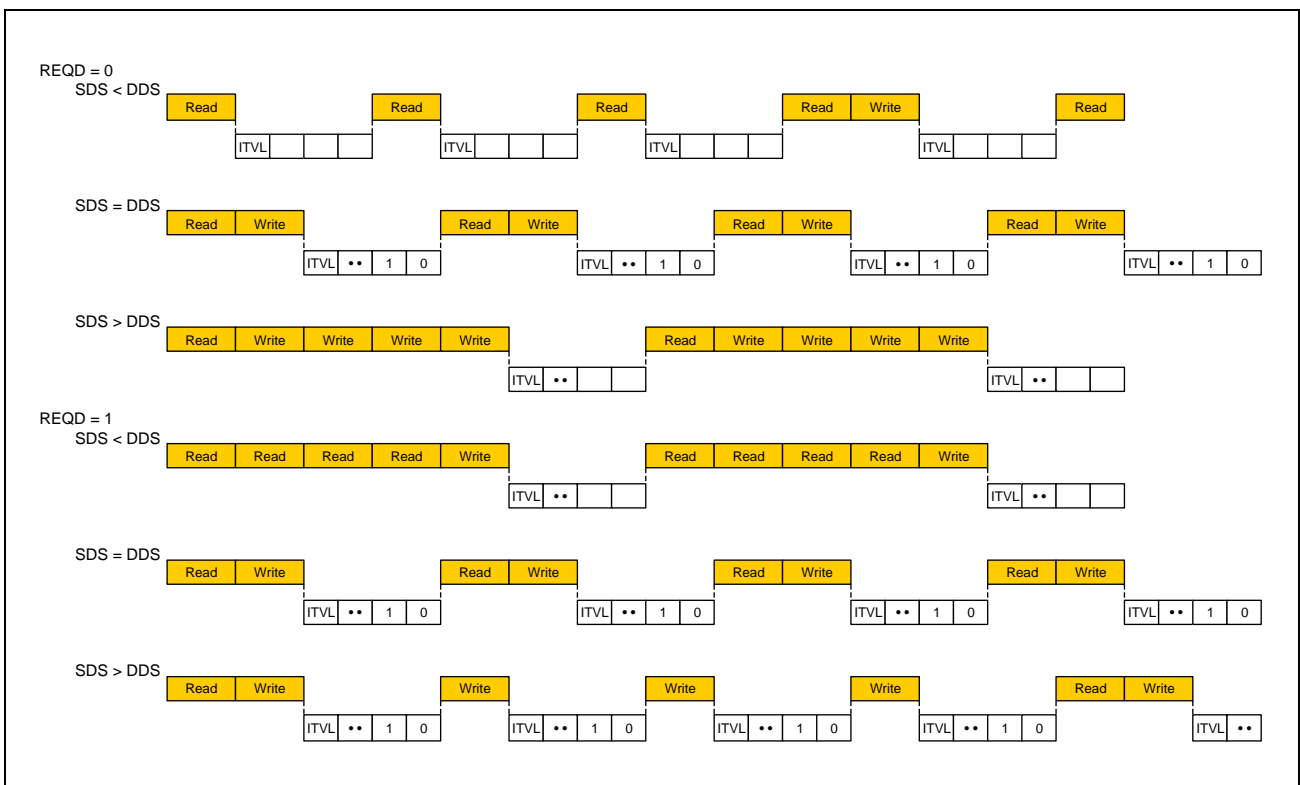 REQD = 0
SDS < DDS
Read Read Read Read Write Read
ITVL ITVL ITVL ITVL
SDS = DDS
Read Write Read Write Read Write Read Write
ITVL •• 1 0 ITVL •• 1 0 ITVL •• 1 0 ITVL •• 1 0
SDS > DDS
Read Write Write Write Write Read Write Write Write Write
ITVL •• ITVL ••
REQD = 1
SDS < DDS
Read Read Read Read Write Read Read Read Read Write
ITVL •• ITVL ••
SDS = DDS
Read Write Read Write Read Write Read Write
ITVL •• 1 0 ITVL •• 1 0 ITVL •• 1 0 ITVL •• 1 0
SDS > DDS
Read Write Write Write Write Read Write
ITVL •• 1 0 ITVL •• 1 0 ITVL •• 1 0 ITVL •• 1 0 ITVL ••